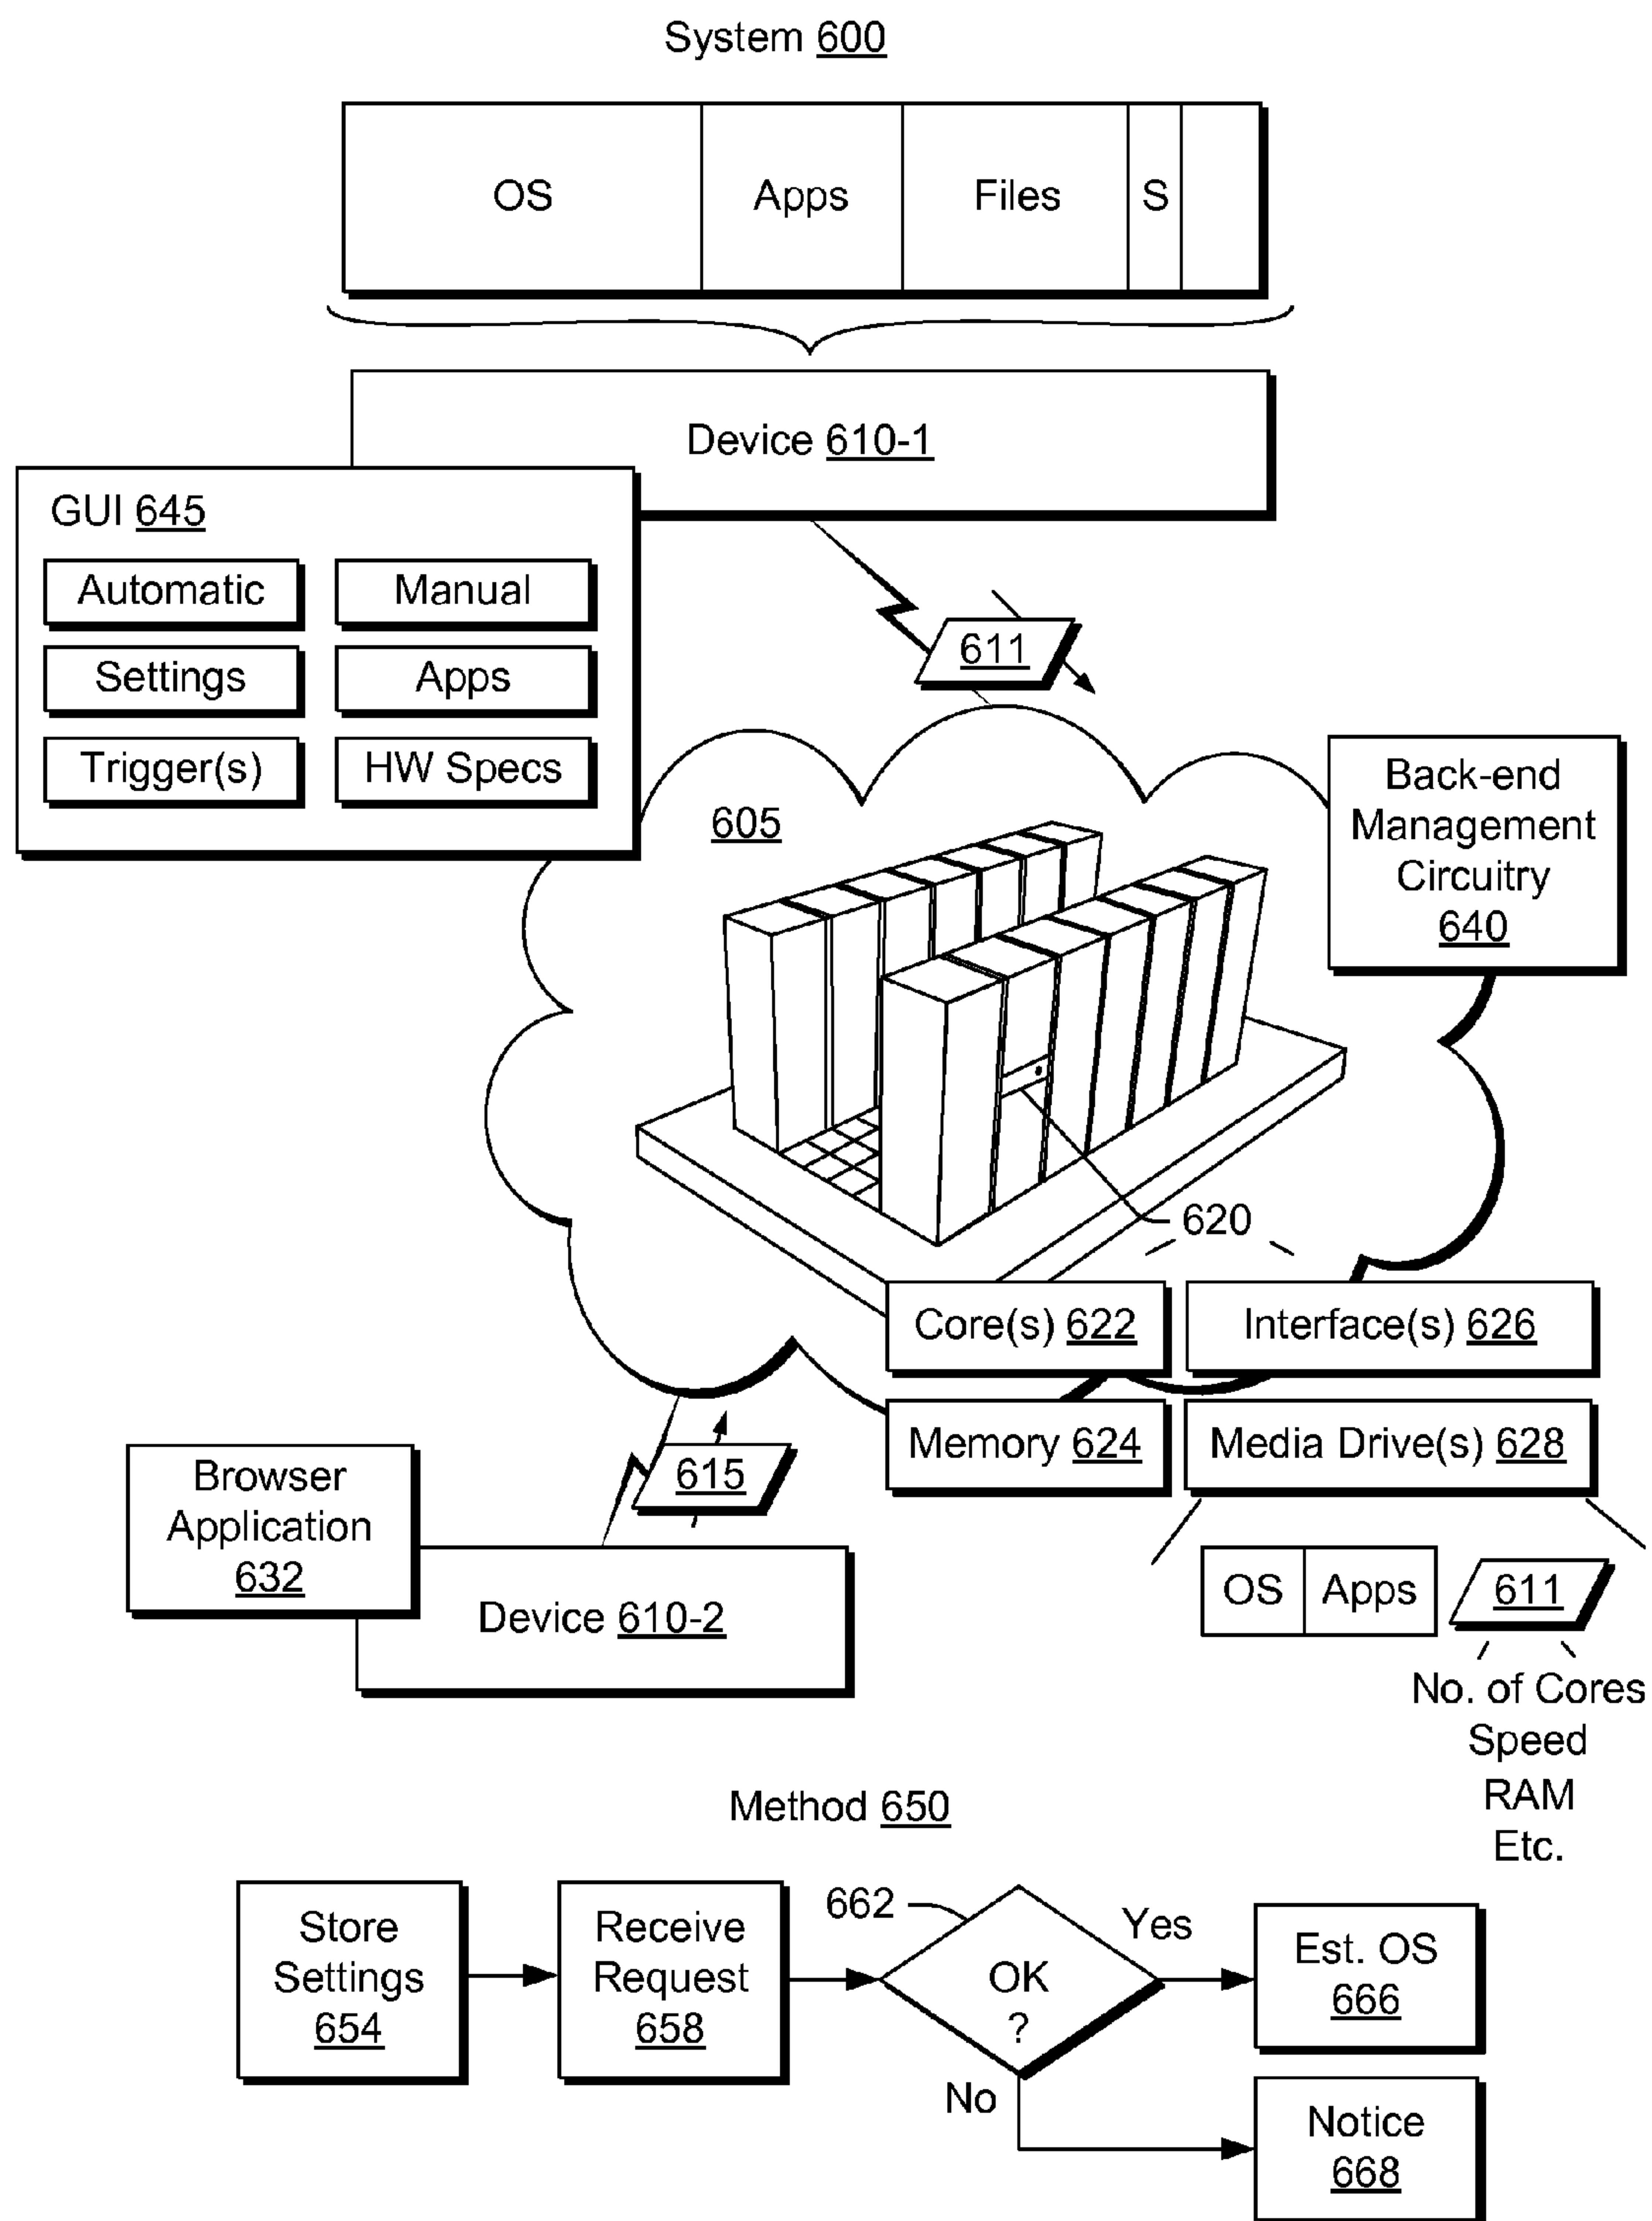 System 600
OS
Apps
Files
S
Device 610-1
GUI 645
Automatic
Manual
Settings
Apps
Trigger(s)
HW Specs
611
605
Back-end
Management
Circuitry
640
620
Core(s) 622
Interface(s) 626
Memory 624
Media Drive(s) 628
Browser
Application
632
615
Device 610-2
OS
Apps
611
No. of Cores
Speed
RAM
Etc.
Method 650
Store
Settings
654
Receive
Request
658
662
OK
?
Yes
No
Est. OS
666
Notice
668